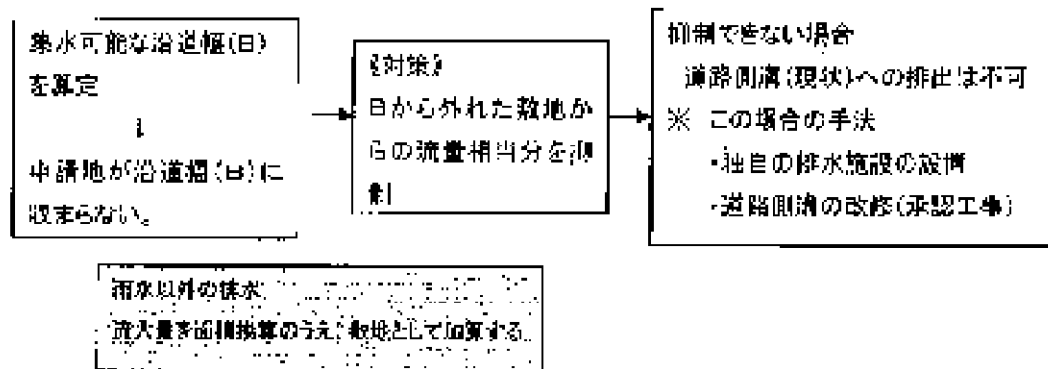 集水可能な沿道幅(B)
を算定
↓
申請地が沿道幅(B)に
収まらない。
《対策》
Bから外れた敷地か
らの流量相当分を抑
制
抑制できない場合
道路側溝(現状)への排出は不可
※ この場合の手法
・独自の排水施設の設備
・道路側溝の改修(承認工事)
雨水以外の排水
流入量を面積換算のうえ、敷地として加算する。